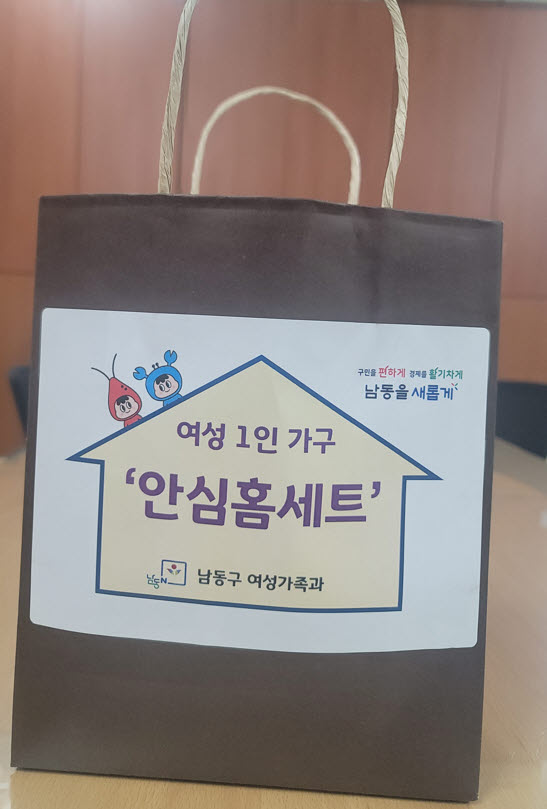 구민을 편하게 경제를 활기차게
남동을 새롭게
여성 1인 가구
'안심홈세트'
남동N 남동구 여성가족과